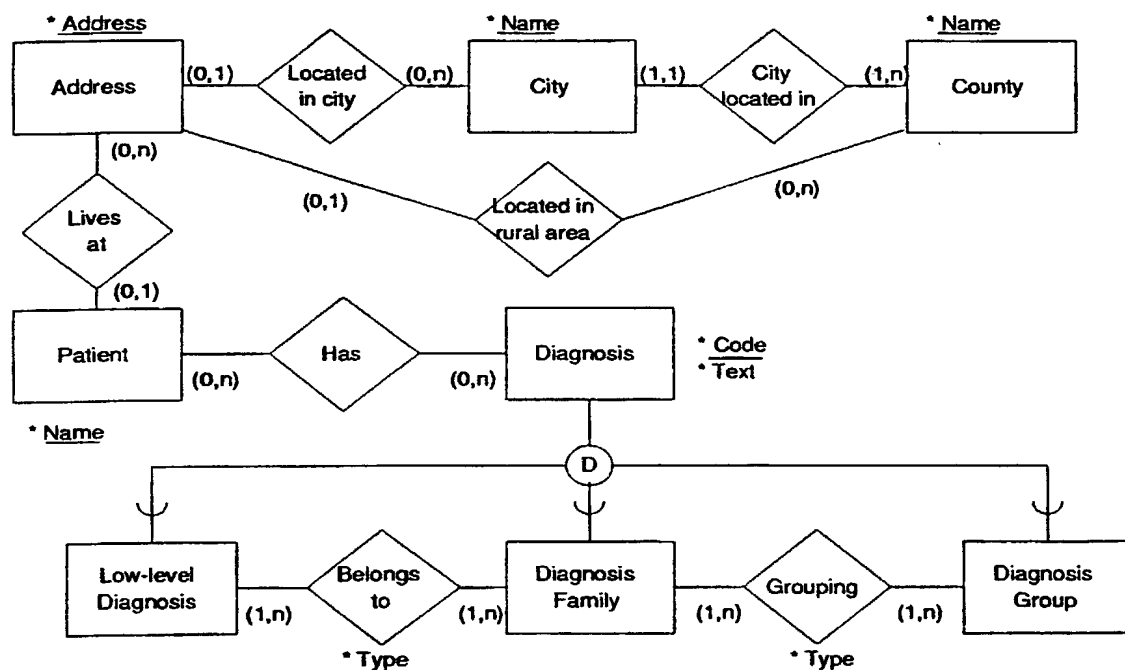 * Address
* Name
* Name
Address
(0,1)
Located
in city
(0,n)
City
(1,1)
City
located in
(1,n)
County
(0,n)
(0,1)
Located in
rural area
(0,n)
Lives
at
(0,1)
Patient
(0,n)
Has
(0,n)
Diagnosis
* Code
* Text
* Name
D
Low-level
Diagnosis
(1,n)
Belongs
to
(1,n)
Diagnosis
Family
(1,n)
Grouping
(1,n)
Diagnosis
Group
* Type
* Type